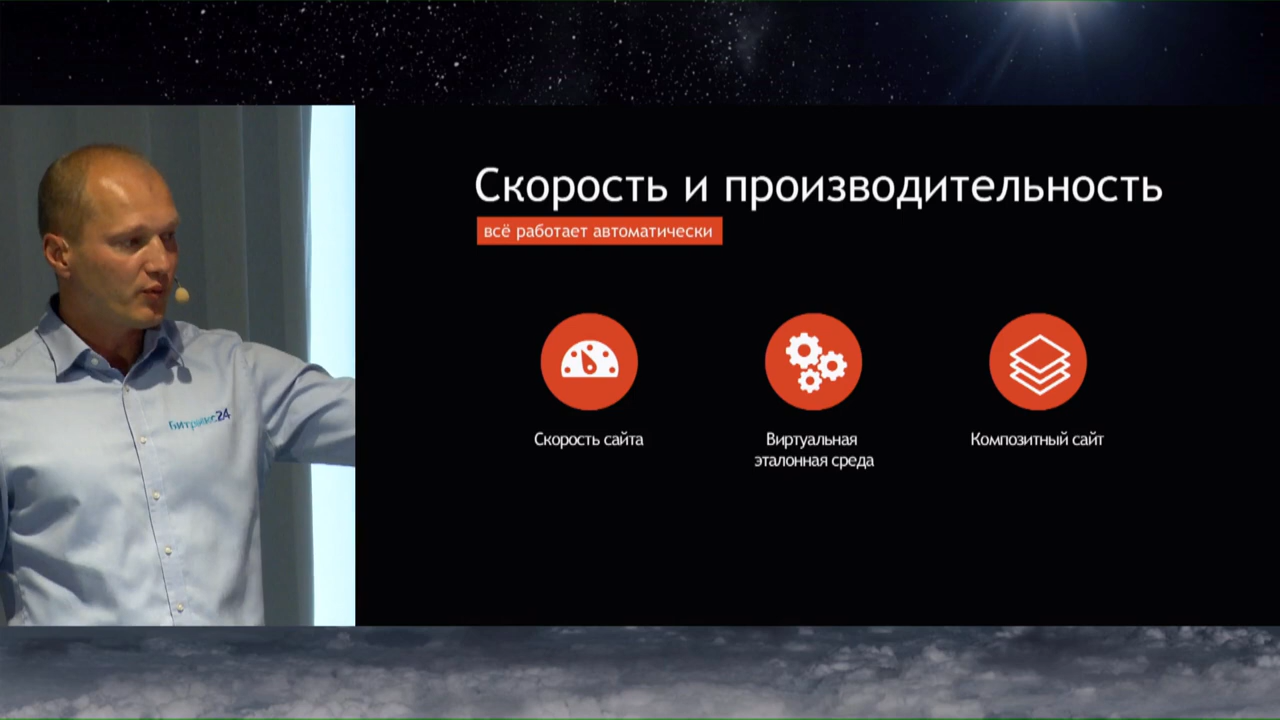 Скорость и производительность
всё работает автоматически
Скорость сайта
Виртуальная
эталонная среда
Композитный сайт
Битрикс24